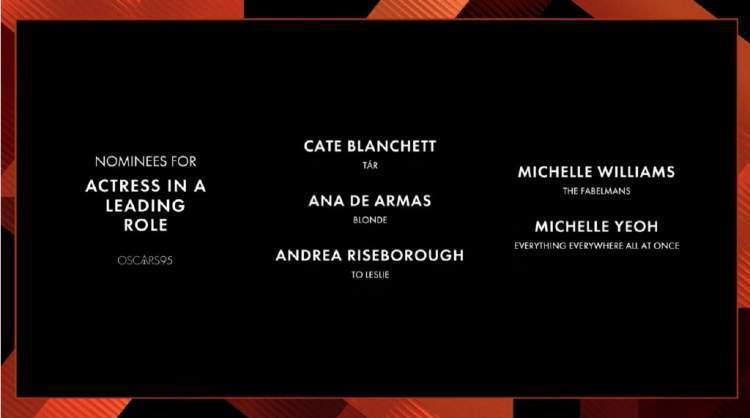 NOMINEES FOR
ACTRESS IN A
LEADING
ROLE
OSCARS95
CATE BLANCHETT
TÁR
ANA DE ARMAS
BLONDE
ANDREA RISEBOROUGH
TO LESLIE
MICHELLE WILLIAMS
THE FABELMANS
MICHELLE YEOH
EVERYTHING EVERYWHERE ALL AT ONCE